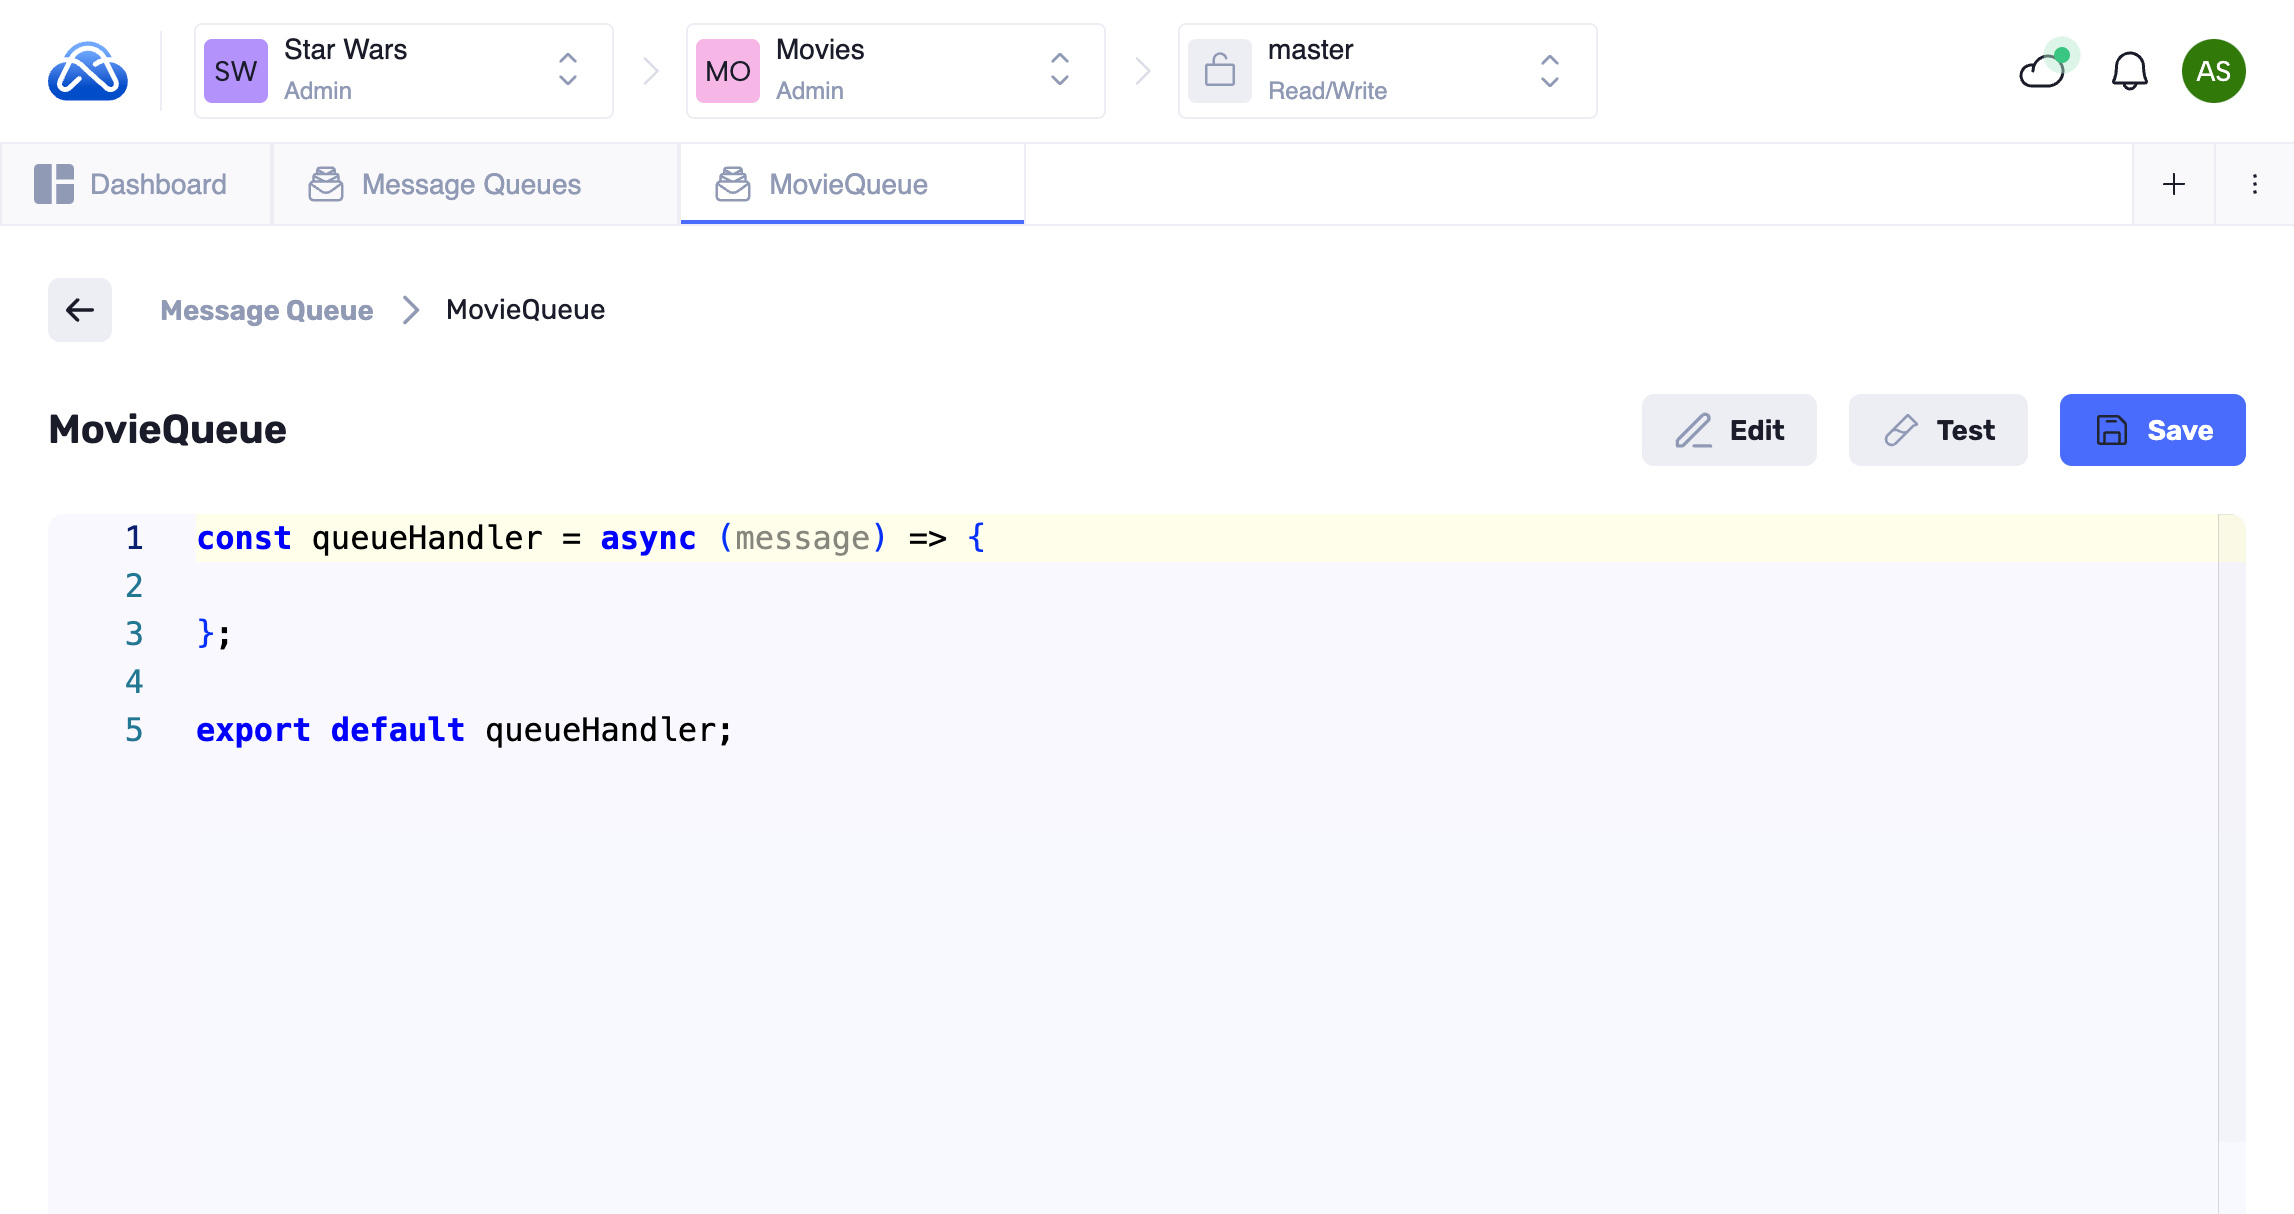 SW Star Wars Admin
MO Movies Admin
master Read/Write
AS
Dashboard Message Queues MovieQueue
Message Queue MovieQueue
MovieQueue
Edit Test Save
1 const queueHandler = async (message) => {
2
3 };
4
5 export default queueHandler;